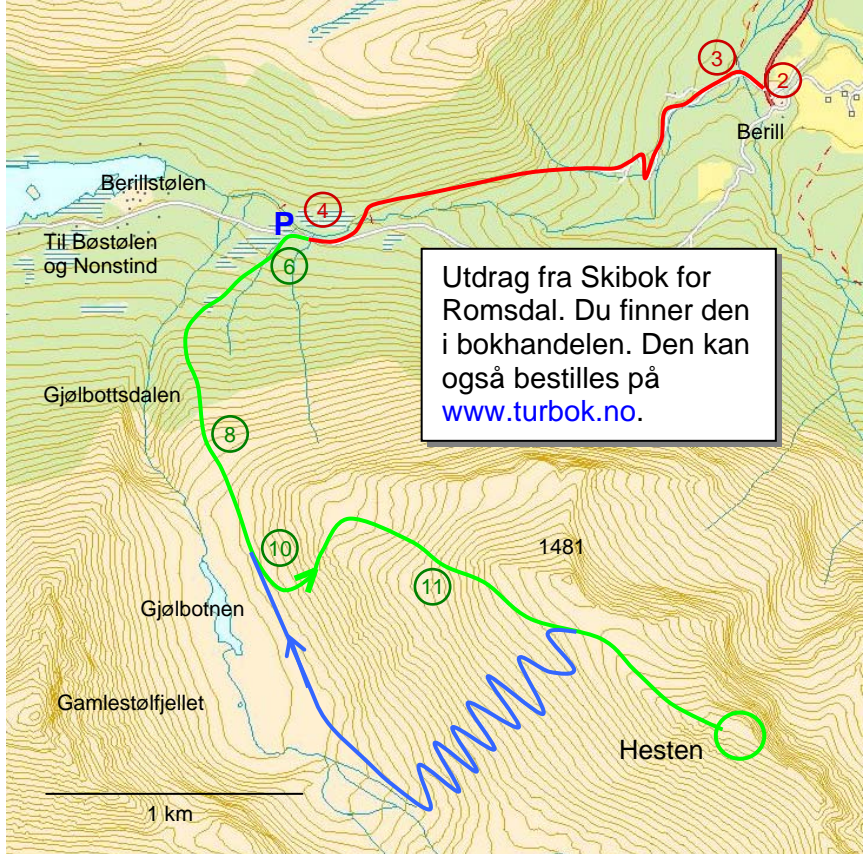 3
2
Berill
Berillstølen
4
P
Til Bøstølen
og Nonstind
6
Utdrag fra Skibok for
Romsdal. Du finner den
i bokhandelen. Den kan
også bestilles på
www.turbok.no.
Gjølbottsdalen
8
10
1481
11
Gjølbotnen
Gamlestølfjellet
Hesten
1 km